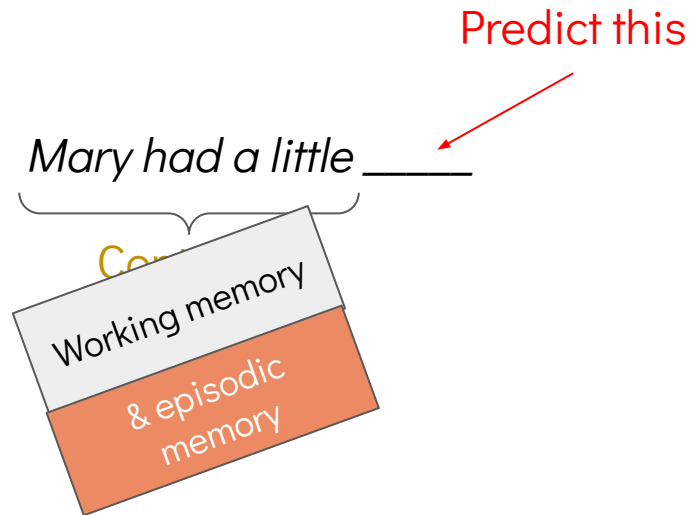 Predict this
Mary had a little _____
Working memory
& episodic
memory